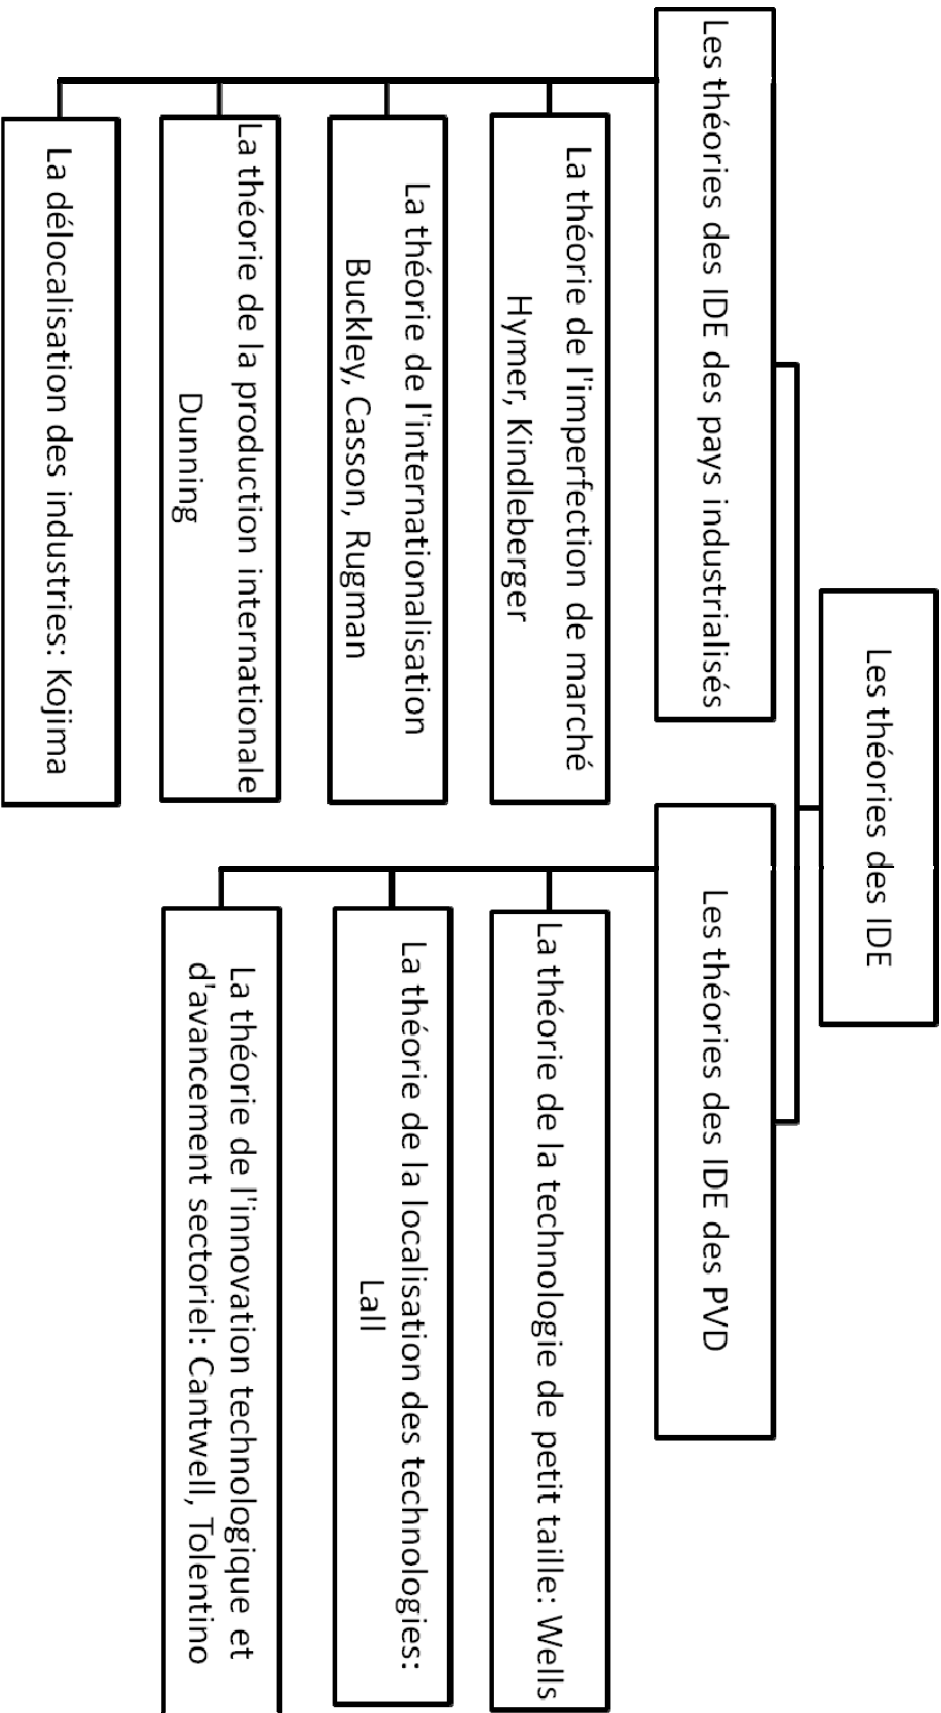 Les théories des IDE
Les théories des IDE des pays industrialisés
La théorie de l'imperfection de marché
Hymer, Kindleberger
La théorie de l'internationalisation
Buckley, Casson, Rugman
La théorie de la production internationale
Dunning
La délocalisation des industries: Kojima
Les théories des IDE des PVD
La théorie de la technologie de petit taille: Wells
La théorie de la localisation des technologies:
Lall
La théorie de l'innovation technologique et
d'avancement sectoriel: Cantwell, Tolentino